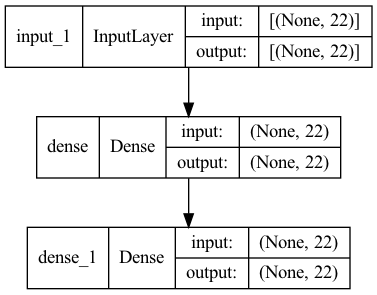 input_1 InputLayer input: [(None, 22)]
output: [(None, 22)]
dense Dense input: (None, 22)
output: (None, 22)
dense_1 Dense input: (None, 22)
output: (None, 22)